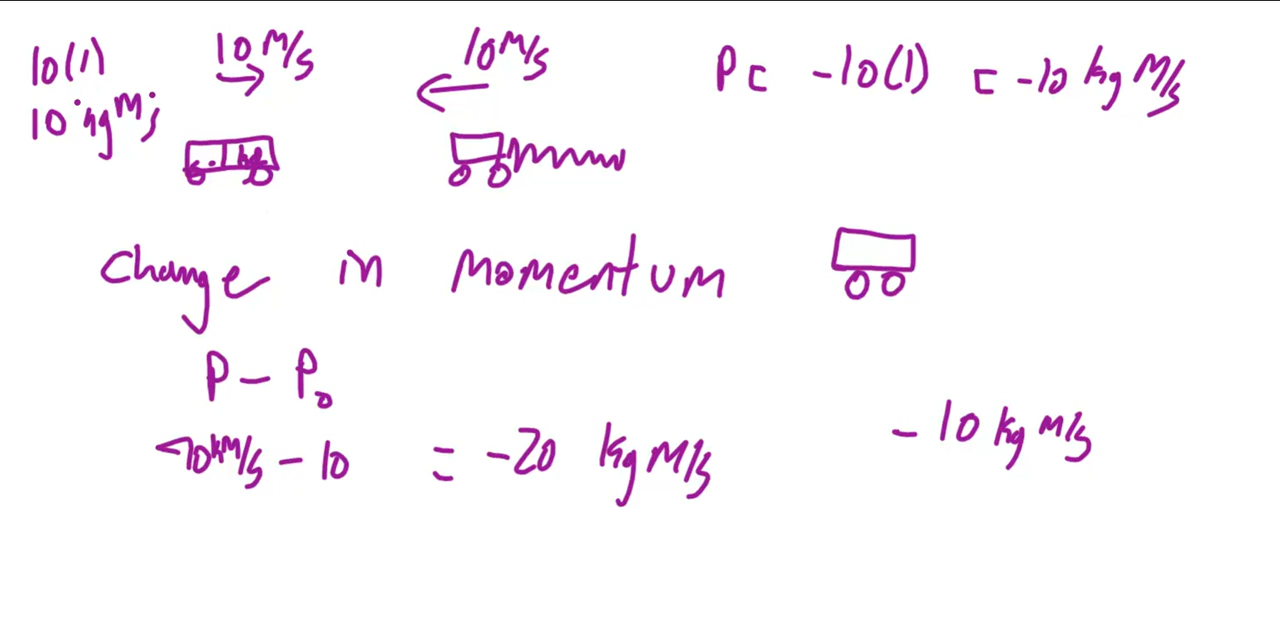 10(1) 10 M/s 10 M/s P = -10(1) = -10 kg M/s
10 kg M/s
Change in Momentum
P - P₀
-10 - 10 = -20 kg M/s - 10 kg M/s